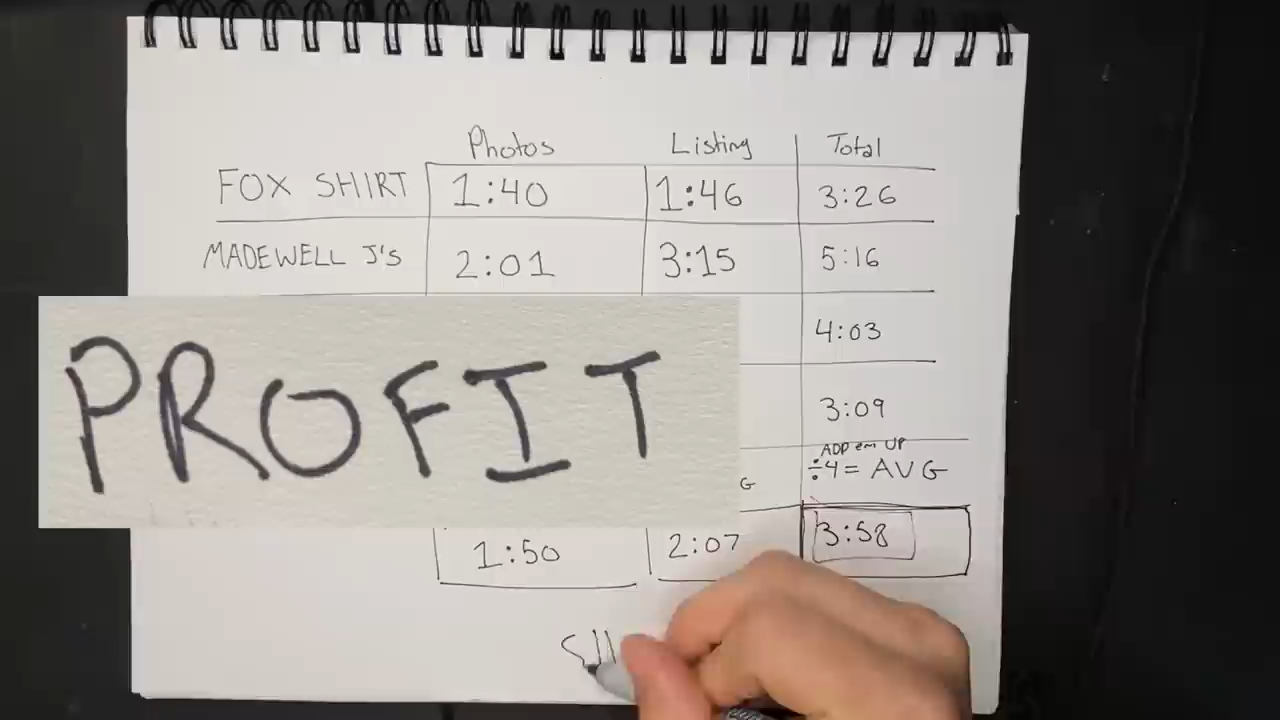 Photos Listing Total
FOX SHIRT 1:40 1:46 3:26
MADEWELL J's 2:01 3:15 5:16
4:03
PROFIT
3:09
ADD em UP
G ÷4= AVG
1:50 2:07 3:58